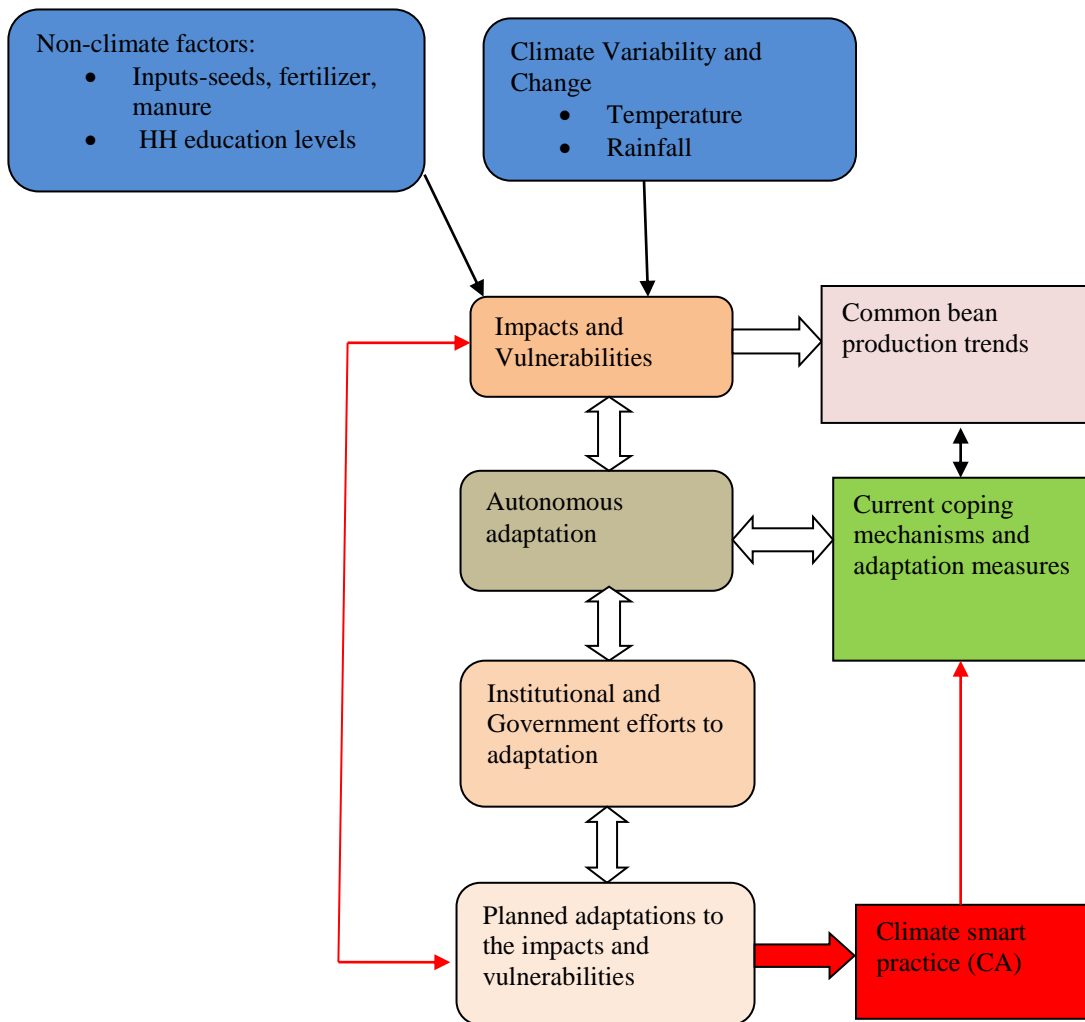 Non-climate factors:
• Inputs-seeds, fertilizer,
manure
• HH education levels
Climate Variability and
Change
• Temperature
• Rainfall
Impacts and
Vulnerabilities
Common bean
production trends
Autonomous
adaptation
Current coping
mechanisms and
adaptation measures
Institutional and
Government efforts to
adaptation
Planned adaptations to
the impacts and
vulnerabilities
Climate smart
practice (CA)